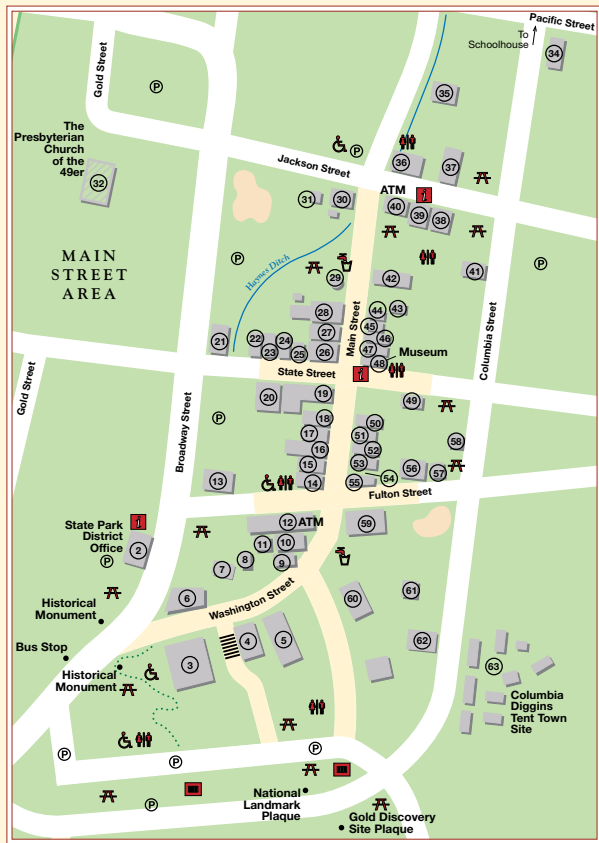 Pacific Street
To
Schoolhouse
34
Gold Street
P
35
The
Presbyterian
Church
of the
49er
32
P
36
37
Jackson Street
ATM
i
31
30
40
39
38
MAIN
STREET
AREA
P
Haynes Ditch
29
42
41
P
Columbia Street
Main Street
28
44
43
45
27
46
21
22
24
23
25
26
47
48
Museum
State Street
i
Gold Street
Broadway Street
20
19
49
P
18
50
17
51
58
16
52
15
53
54
56
57
13
14
55
Fulton Street
12
ATM
59
State Park
District
Office
i
2
P
11
10
8
9
7
6
Washington Street
60
61
Historical
Monument
Bus Stop
Historical
Monument
3
4
5
62
63
Columbia
Diggins
Tent Town
Site
P
P
P
P
National
Landmark
Plaque
Gold Discovery
Site Plaque